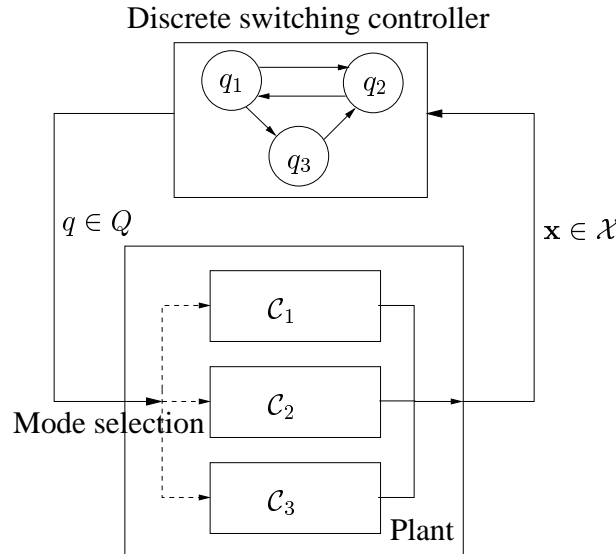 Discrete switching controller
q₁
q₂
q₃
q ∈ Q
𝐱 ∈ 𝒳
𝒞₁
𝒞₂
Mode selection
𝒞₃
Plant